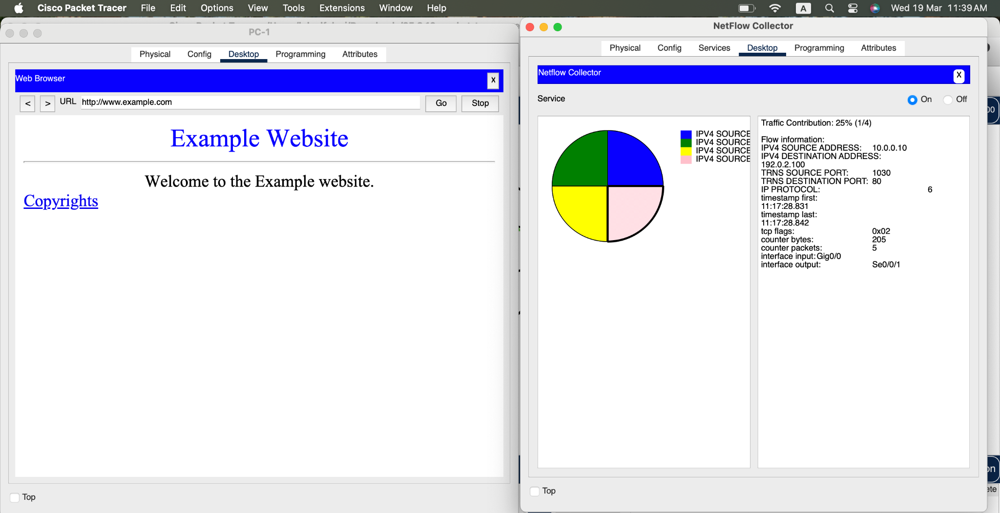 Cisco Packet Tracer File Edit Options View Tools Extensions Window Help A Wed 19 Mar 11:39 AM
PC-1
Physical Config Desktop Programming Attributes
Web Browser X
< > URL http://www.example.com Go Stop
Example Website
Welcome to the Example website.
Copyrights
Top
NetFlow Collector
Physical Config Services Desktop Programming Attributes
Netflow Collector X
Service On Off
IPV4 SOURCE
IPV4 SOURCE
IPV4 SOURCE
IPV4 SOURCE
Traffic Contribution: 25% (1/4)
Flow information:
IPV4 SOURCE ADDRESS: 10.0.0.10
IPV4 DESTINATION ADDRESS:
192.0.2.100
TRNS SOURCE PORT: 1030
TRNS DESTINATION PORT: 80
IP PROTOCOL: 6
timestamp first:
11:17:28.831
timestamp last:
11:17:28.842
tcp flags: 0x02
counter bytes: 205
counter packets: 5
interface input: Gig0/0
interface output: Se0/0/1
Top